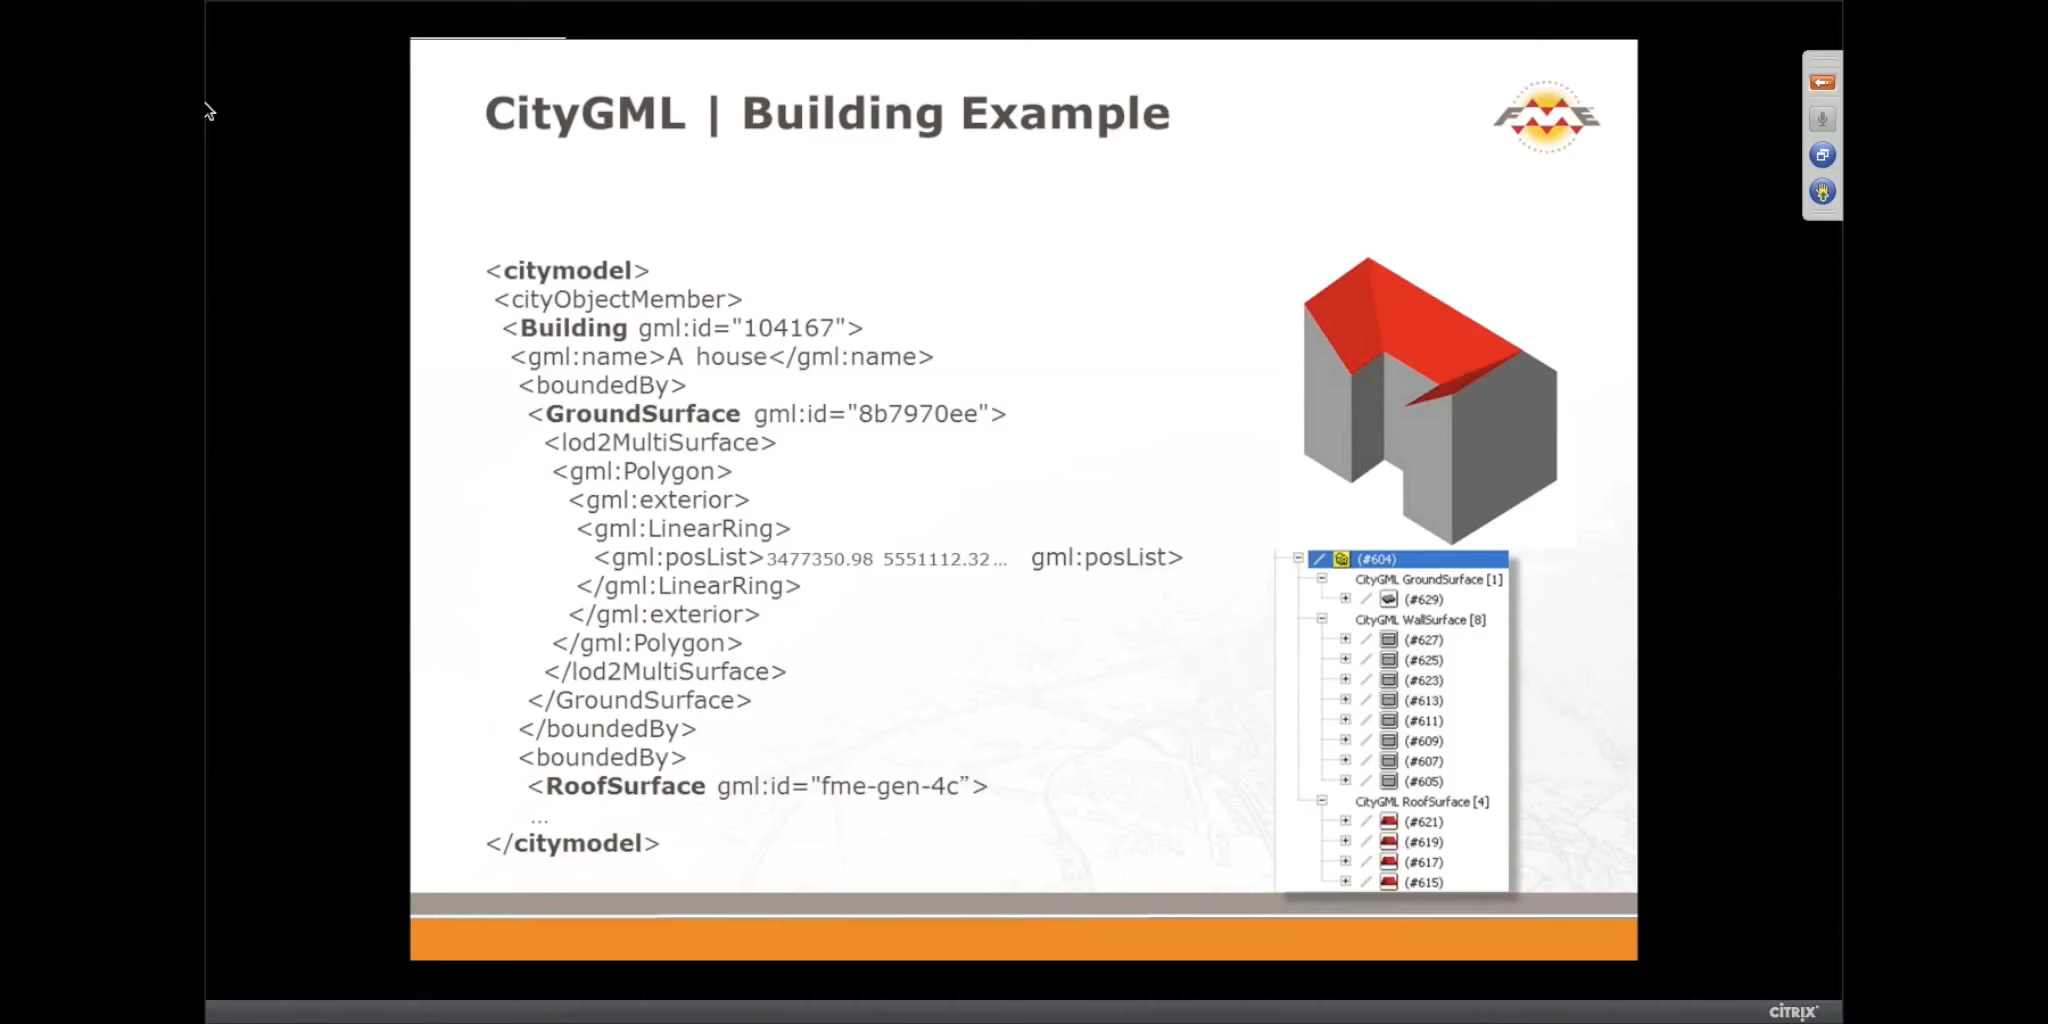 CityGML | Building Example
FME
<citymodel>
<cityObjectMember>
<Building gml:id="104167">
<gml:name>A house</gml:name>
<boundedBy>
<GroundSurface gml:id="8b7970ee">
<lod2MultiSurface>
<gml:Polygon>
<gml:exterior>
<gml:LinearRing>
<gml:posList>3477350.98 5551112.32... gml:posList>
</gml:LinearRing>
</gml:exterior>
</gml:Polygon>
</lod2MultiSurface>
</GroundSurface>
</boundedBy>
<boundedBy>
<RoofSurface gml:id="fme-gen-4c”>
...
</citymodel>
(#604)
CityGML GroundSurface [1]
(#629)
CityGML WallSurface [8]
(#627)
(#625)
(#623)
(#613)
(#611)
(#609)
(#607)
(#605)
CityGML RoofSurface [4]
(#621)
(#619)
(#617)
(#615)
CITRIX